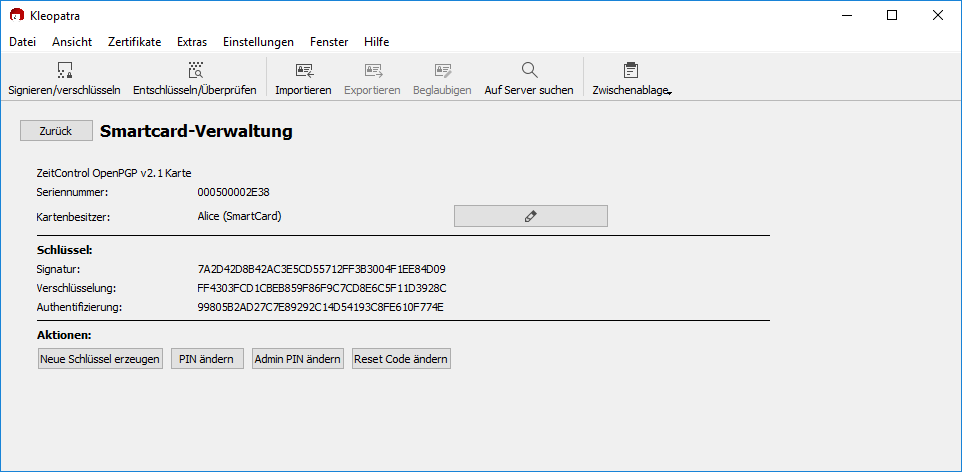 Kleopatra
Datei Ansicht Zertifikate Extras Einstellungen Fenster Hilfe
Signieren/verschlüsseln Entschlüsseln/Überprüfen Importieren Exportieren Beglaubigen Auf Server suchen Zwischenablage
Zurück Smartcard-Verwaltung
ZeitControl OpenPGP v2.1 Karte
Seriennummer: 000500002E38
Kartenbesitzer: Alice (SmartCard)
Schlüssel:
Signatur: 7A2D42D8B42AC3E5CD55712FF3B3004F1EE84D09
Verschlüsselung: FF4303FCD1CBEB859F86F9C7CD8E6C5F11D3928C
Authentifizierung: 99805B2AD27C7E89292C14D54193C8FE610F774E
Aktionen:
Neue Schlüssel erzeugen PIN ändern Admin PIN ändern Reset Code ändern